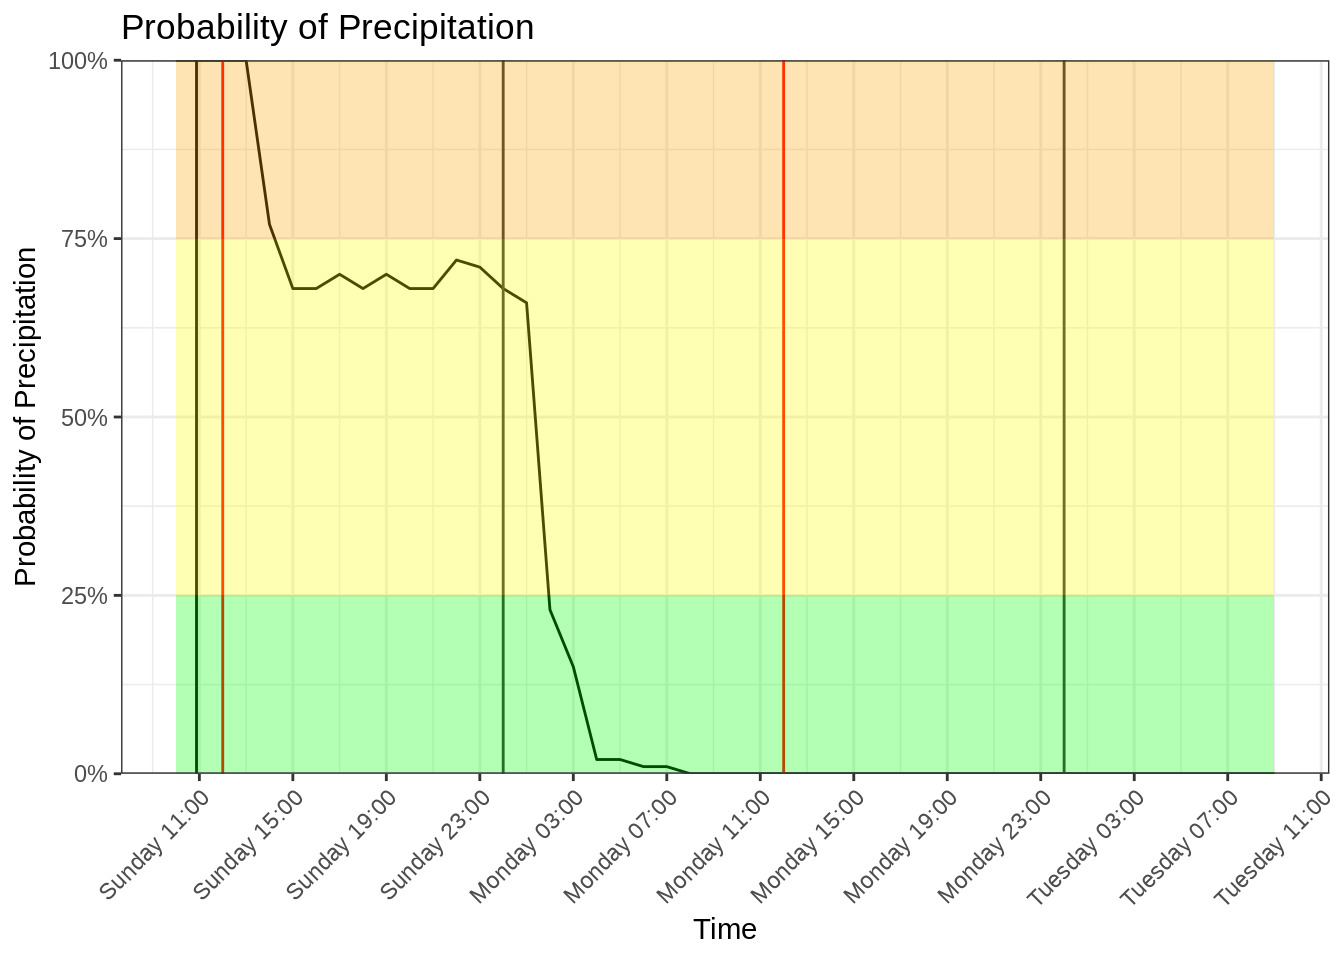 Probability of Precipitation
Probability of Precipitation
100%
75%
50%
25%
0%
Sunday 11:00
Sunday 15:00
Sunday 19:00
Sunday 23:00
Monday 03:00
Monday 07:00
Monday 11:00
Monday 15:00
Monday 19:00
Monday 23:00
Tuesday 03:00
Tuesday 07:00
Tuesday 11:00
Time